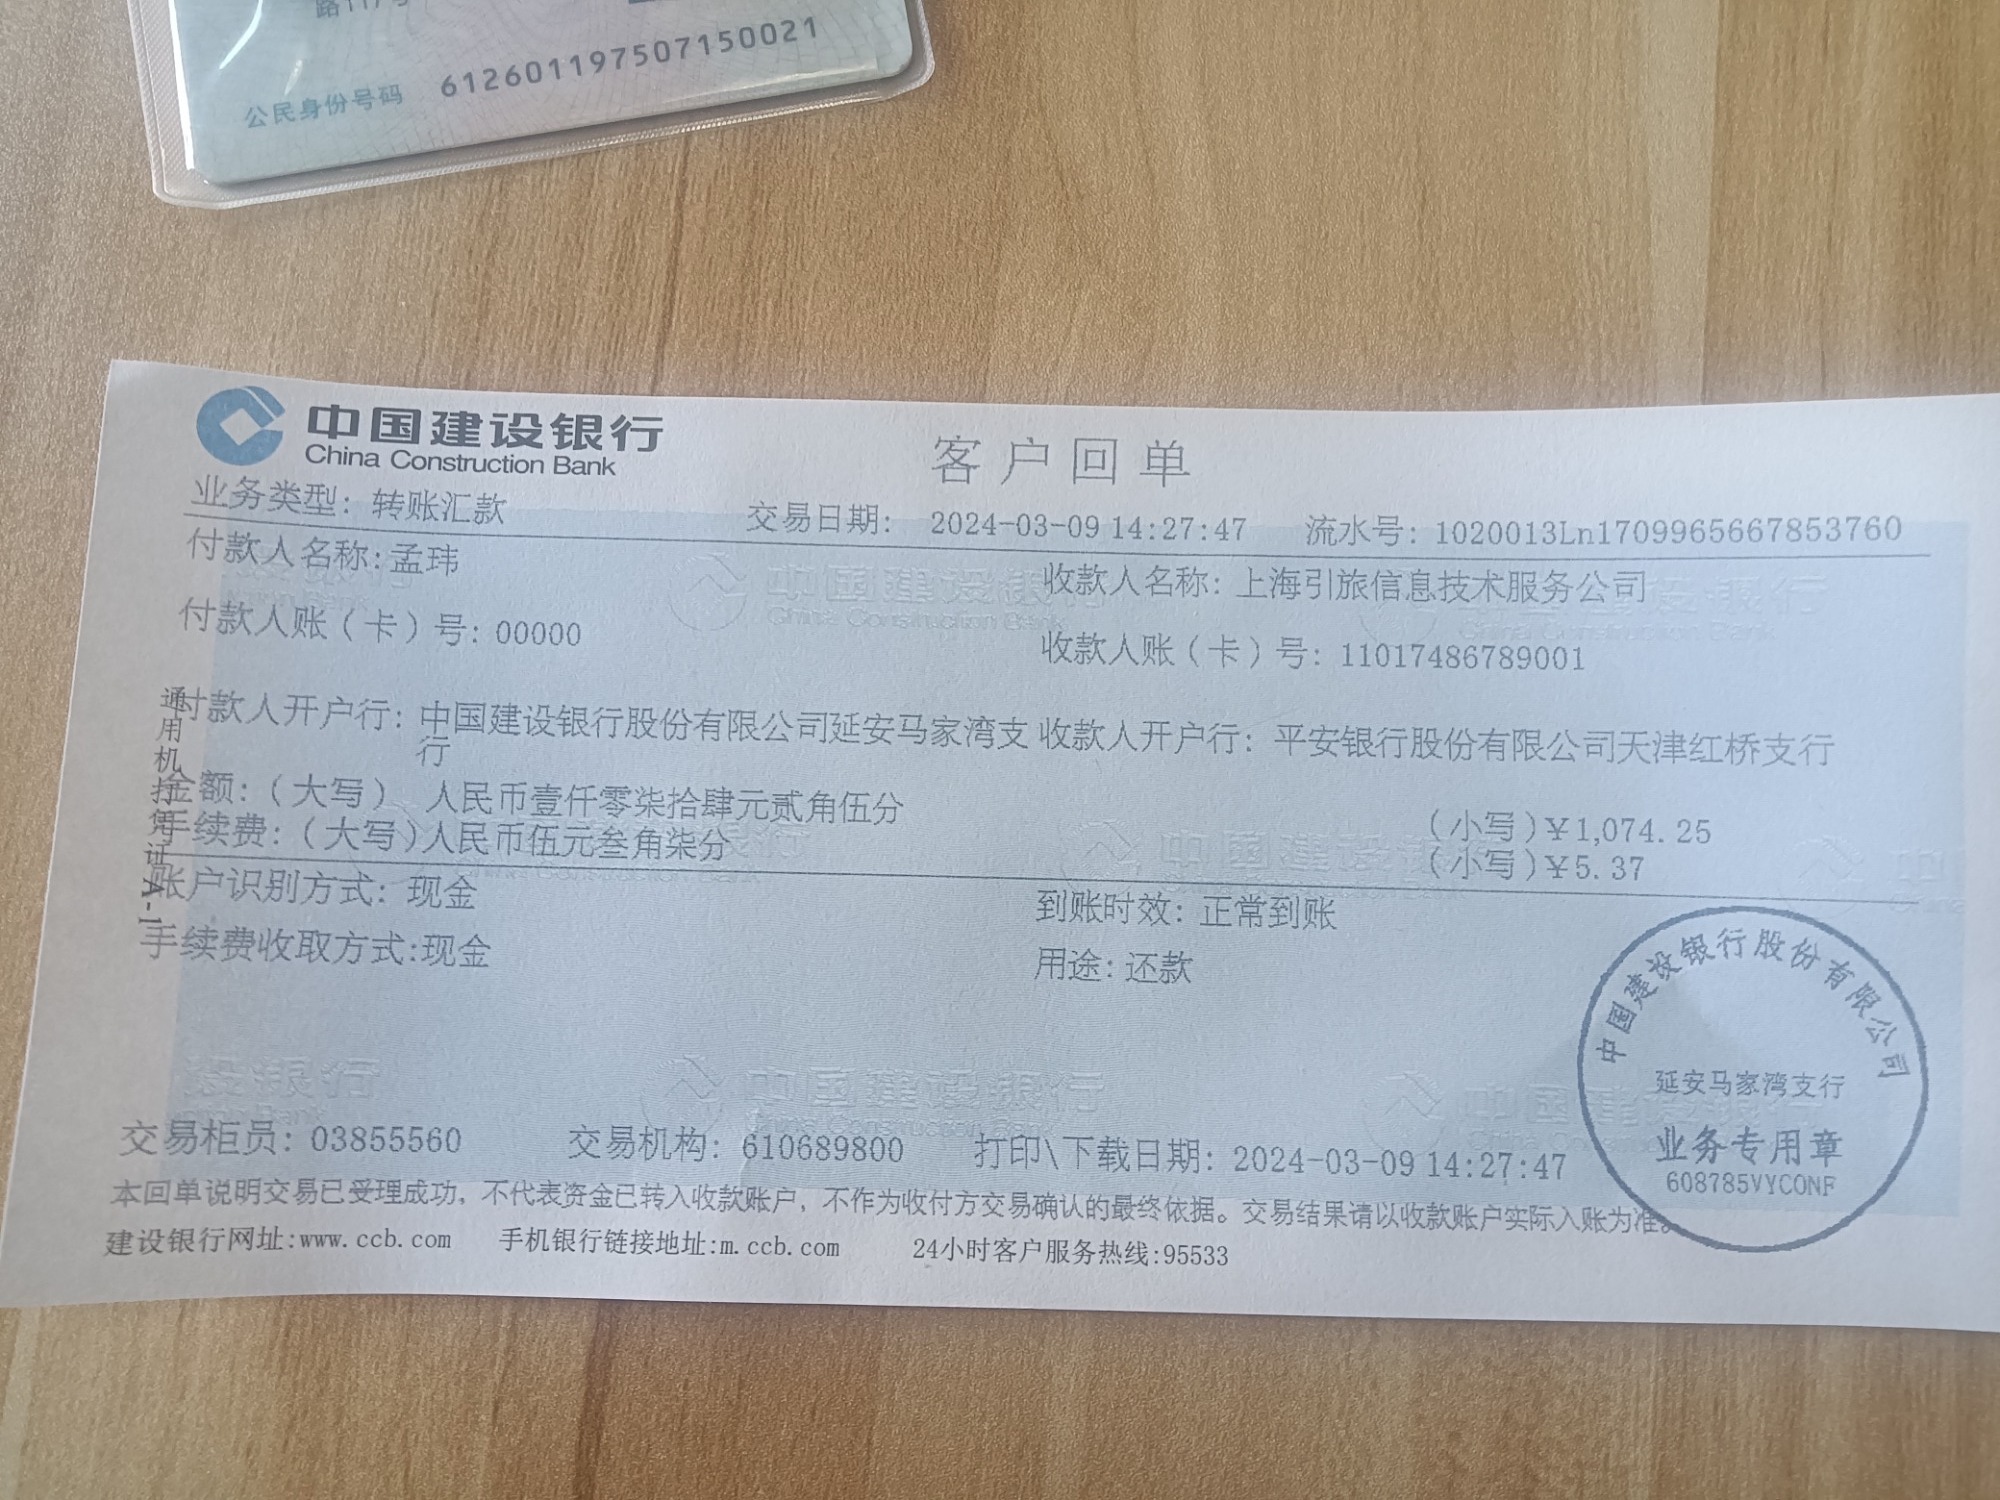 路117号
公民身份号码 612601197507150021
中国建设银行
China Construction Bank
客户回单
业务类型：转账汇款 交易日期： 2024-03-09 14:27:47 流水号：1020013Ln1709965667853760
付款人名称：孟玮 收款人名称：上海引旅信息技术服务公司
付款人账（卡）号：00000 收款人账（卡）号：11017486789001
付款人开户行：中国建设银行股份有限公司延安马家湾支行 收款人开户行：平安银行股份有限公司天津红桥支行
金额：（大写） 人民币壹仟零柒拾肆元贰角伍分 （小写）¥1,074.25
手续费：（大写）人民币伍元叁角柒分 （小写）¥5.37
账户识别方式：现金 到账时效：正常到账
手续费收取方式:现金 用途：还款
中国建设银行股份有限公司
延安马家湾支行
业务专用章
608785VYCONF
交易柜员：03855560 交易机构：610689800 打印\下载日期：2024-03-09 14:27:47
本回单说明交易已受理成功，不代表资金已转入收款账户，不作为收付方交易确认的最终依据。交易结果请以收款账户实际入账为准。
建设银行网址:www.ccb.com 手机银行链接地址:m.ccb.com 24小时客户服务热线:95533